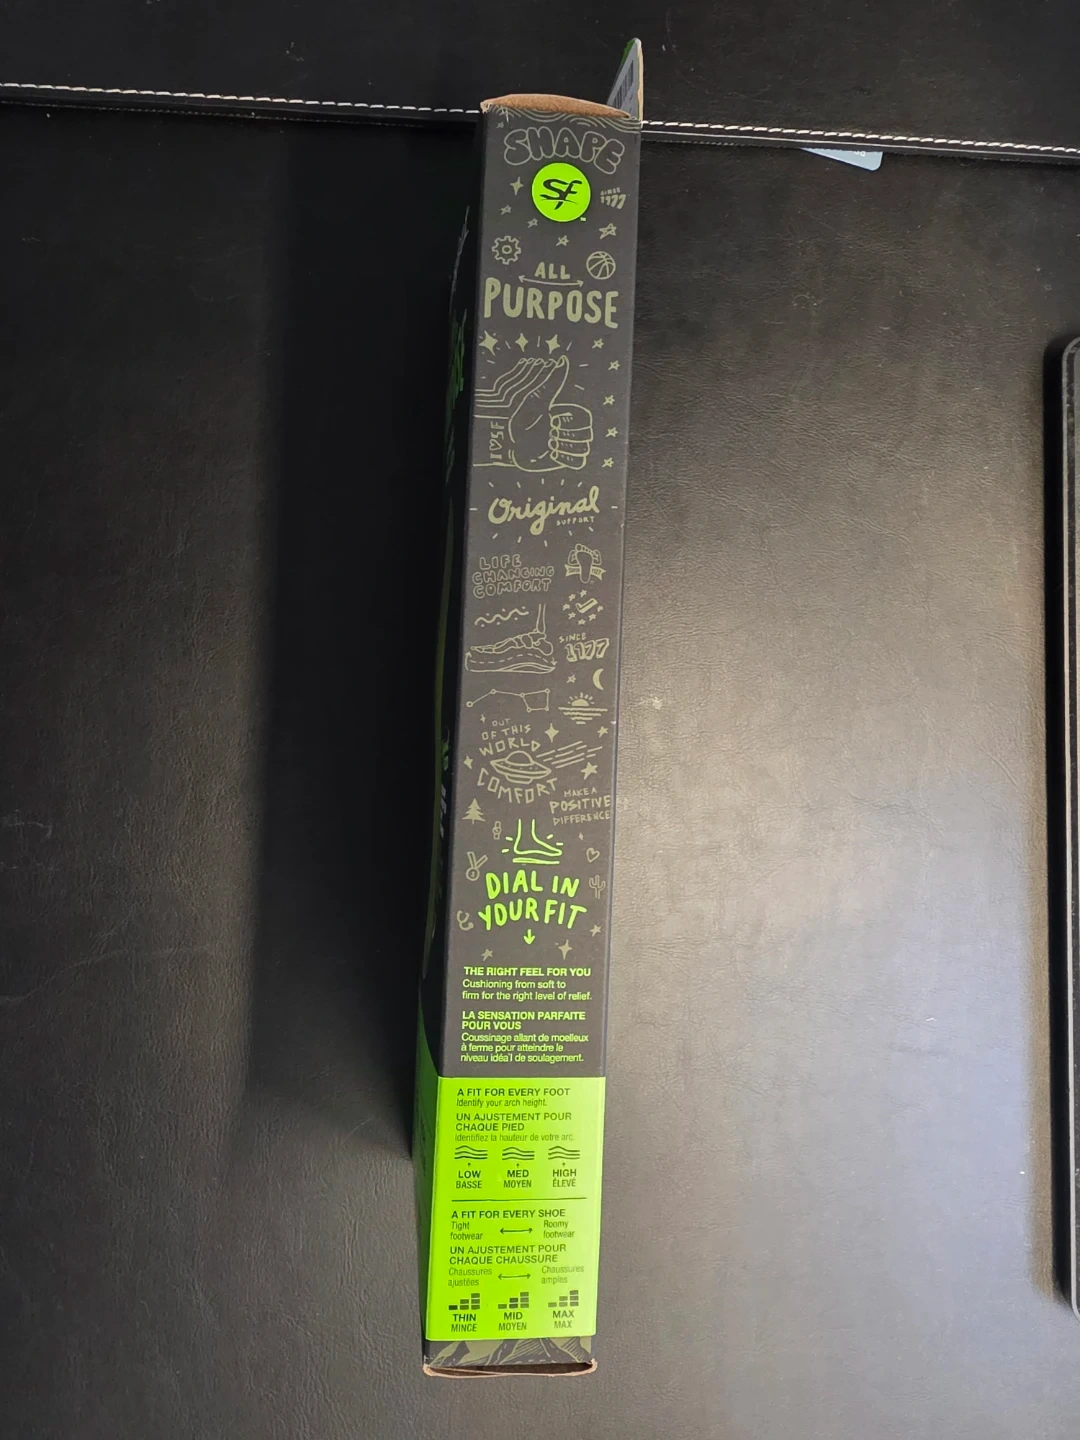 SHAPE
Sf
SINCE
1977
ALL
PURPOSE
Original
SUPPORT
LIFE
CHANGING
COMFORT
SINCE
1977
OUT
OF THIS
WORLD
COMFORT
MAKE A
POSITIVE
DIFFERENCE
DIAL IN
YOUR FIT
THE RIGHT FEEL FOR YOU
Cushioning from soft to
firm for the right level of relief.
LA SENSATION PARFAITE
POUR VOUS
Coussinage allant de moelleux
à ferme pour atteindre le
niveau idéa'l de soulagement.
A FIT FOR EVERY FOOT
Identify your arch height.
UN AJUSTEMENT POUR
CHAQUE PIED
Identifiez la hauteur de votre arc.
LOW MED HIGH
BASSE MOYEN ÉLEVÉ
A FIT FOR EVERY SHOE
Tight Roomy
footwear footwear
UN AJUSTEMENT POUR
CHAQUE CHAUSSURE
Chaussures Chaussures
ajustées amples
THIN MID MAX
MINCE MOYEN MAX